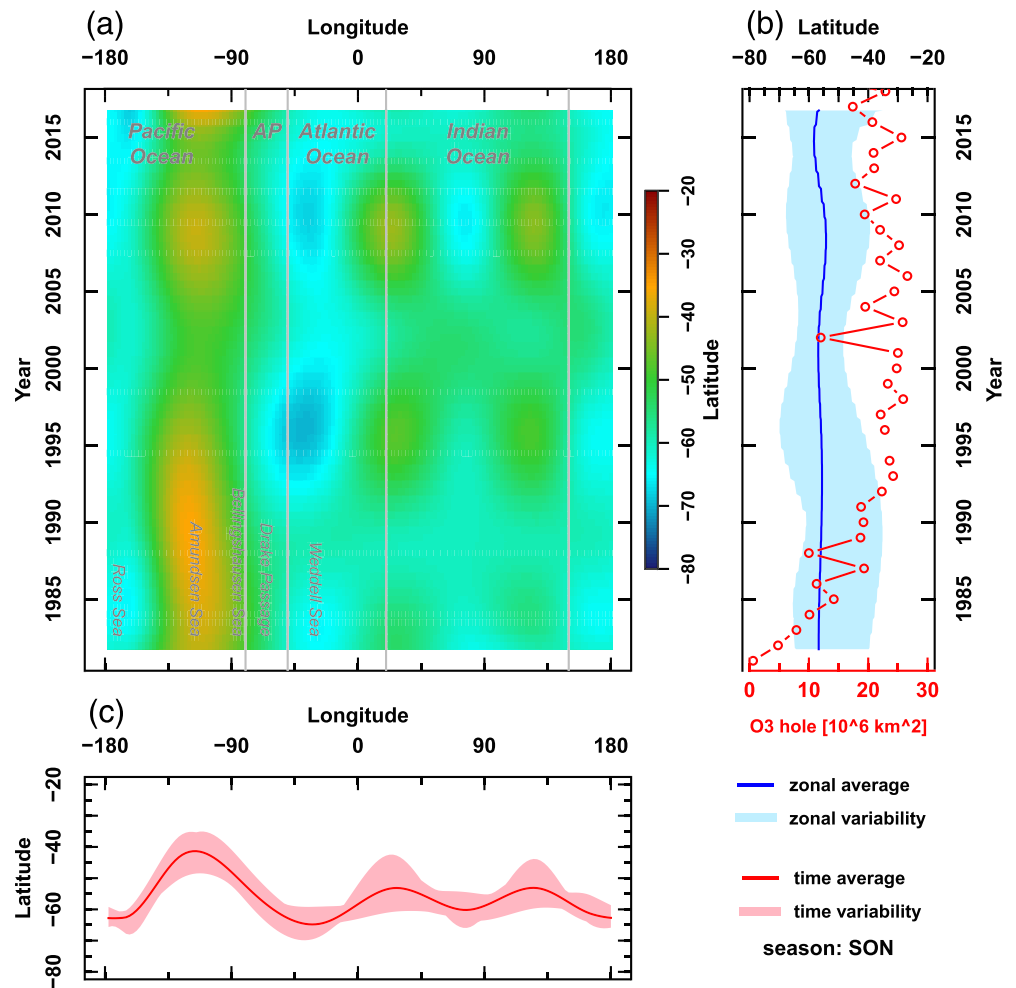 (a)
Longitude
−180 −90 0 90 180
Year
2015
2010
2005
2000
1995
1990
1985
Pacific Ocean
AP
Atlantic Ocean
Indian Ocean
Ross Sea
Amundsen Sea
Bellingshausen Sea
Drake Passage
Weddell Sea
−20
−30
−40
−50
−60
−70
−80
Latitude
(b)
Latitude
−80 −60 −40 −20
2015
2010
2005
2000
1995
1990
1985
Year
0 10 20 30
O3 hole [10^6 km^2]
(c)
Longitude
−180 −90 0 90 180
Latitude
−20
−40
−60
−80
zonal average
zonal variability
time average
time variability
season: SON